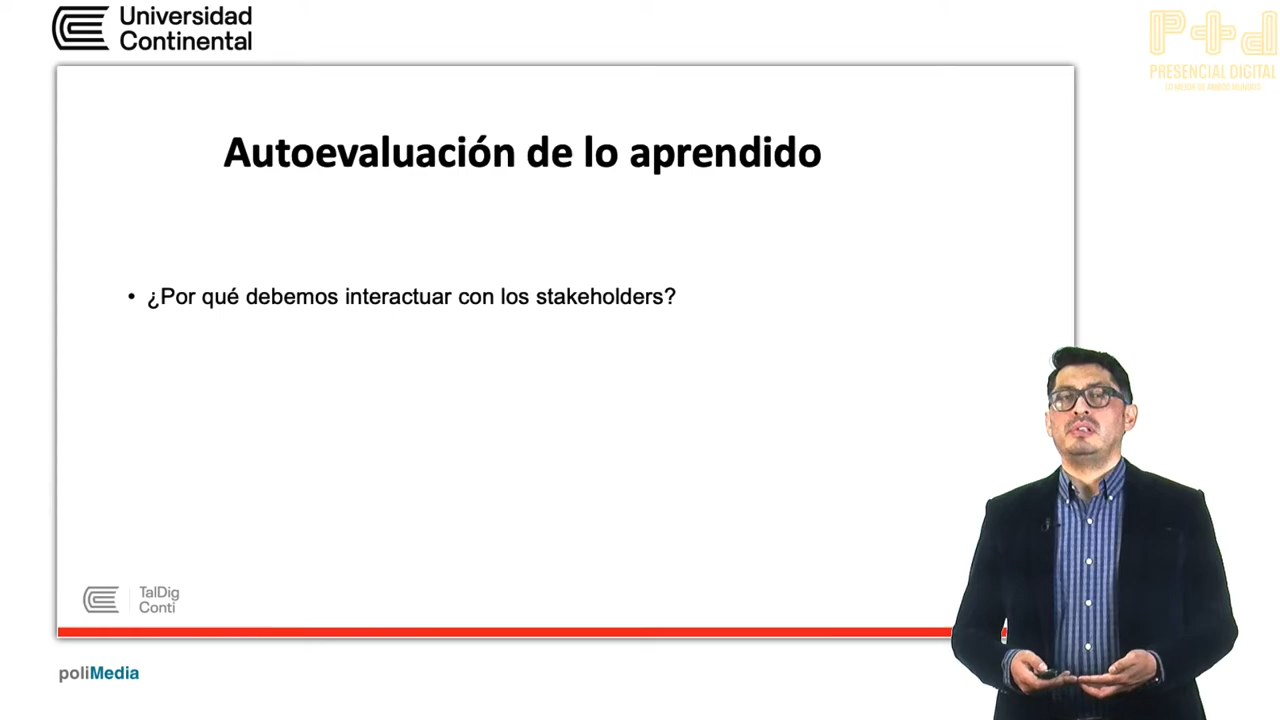 Universidad
Continental
PRESENCIAL DIGITAL
Autoevaluación de lo aprendido
• ¿Por qué debemos interactuar con los stakeholders?
TalDig
Conti
poliMedia